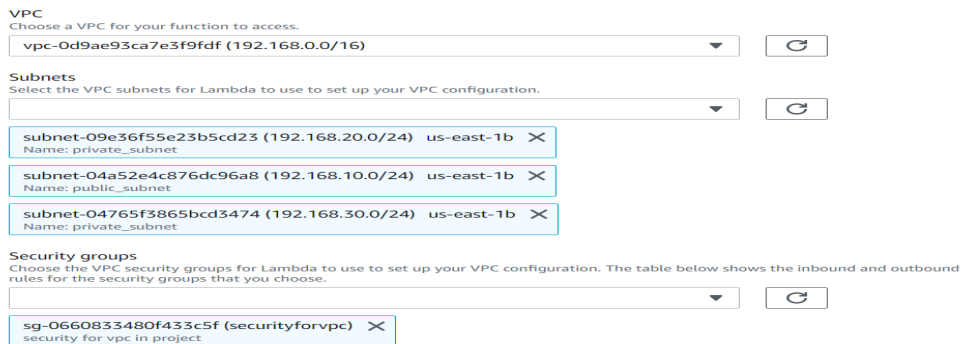 VPC
Choose a VPC for your function to access.
vpc-0d9ae93ca7e3f9fdf (192.168.0.0/16)
Subnets
Select the VPC subnets for Lambda to use to set up your VPC configuration.
subnet-09e36f55e23b5cd23 (192.168.20.0/24) us-east-1b
Name: private_subnet
subnet-04a52e4c876dc96a8 (192.168.10.0/24) us-east-1b
Name: public_subnet
subnet-04765f3865bcd3474 (192.168.30.0/24) us-east-1b
Name: private_subnet
Security groups
Choose the VPC security groups for Lambda to use to set up your VPC configuration. The table below shows the inbound and outbound
rules for the security groups that you choose.
sg-0660833480f433c5f (securityforvpc)
security for vpc in project